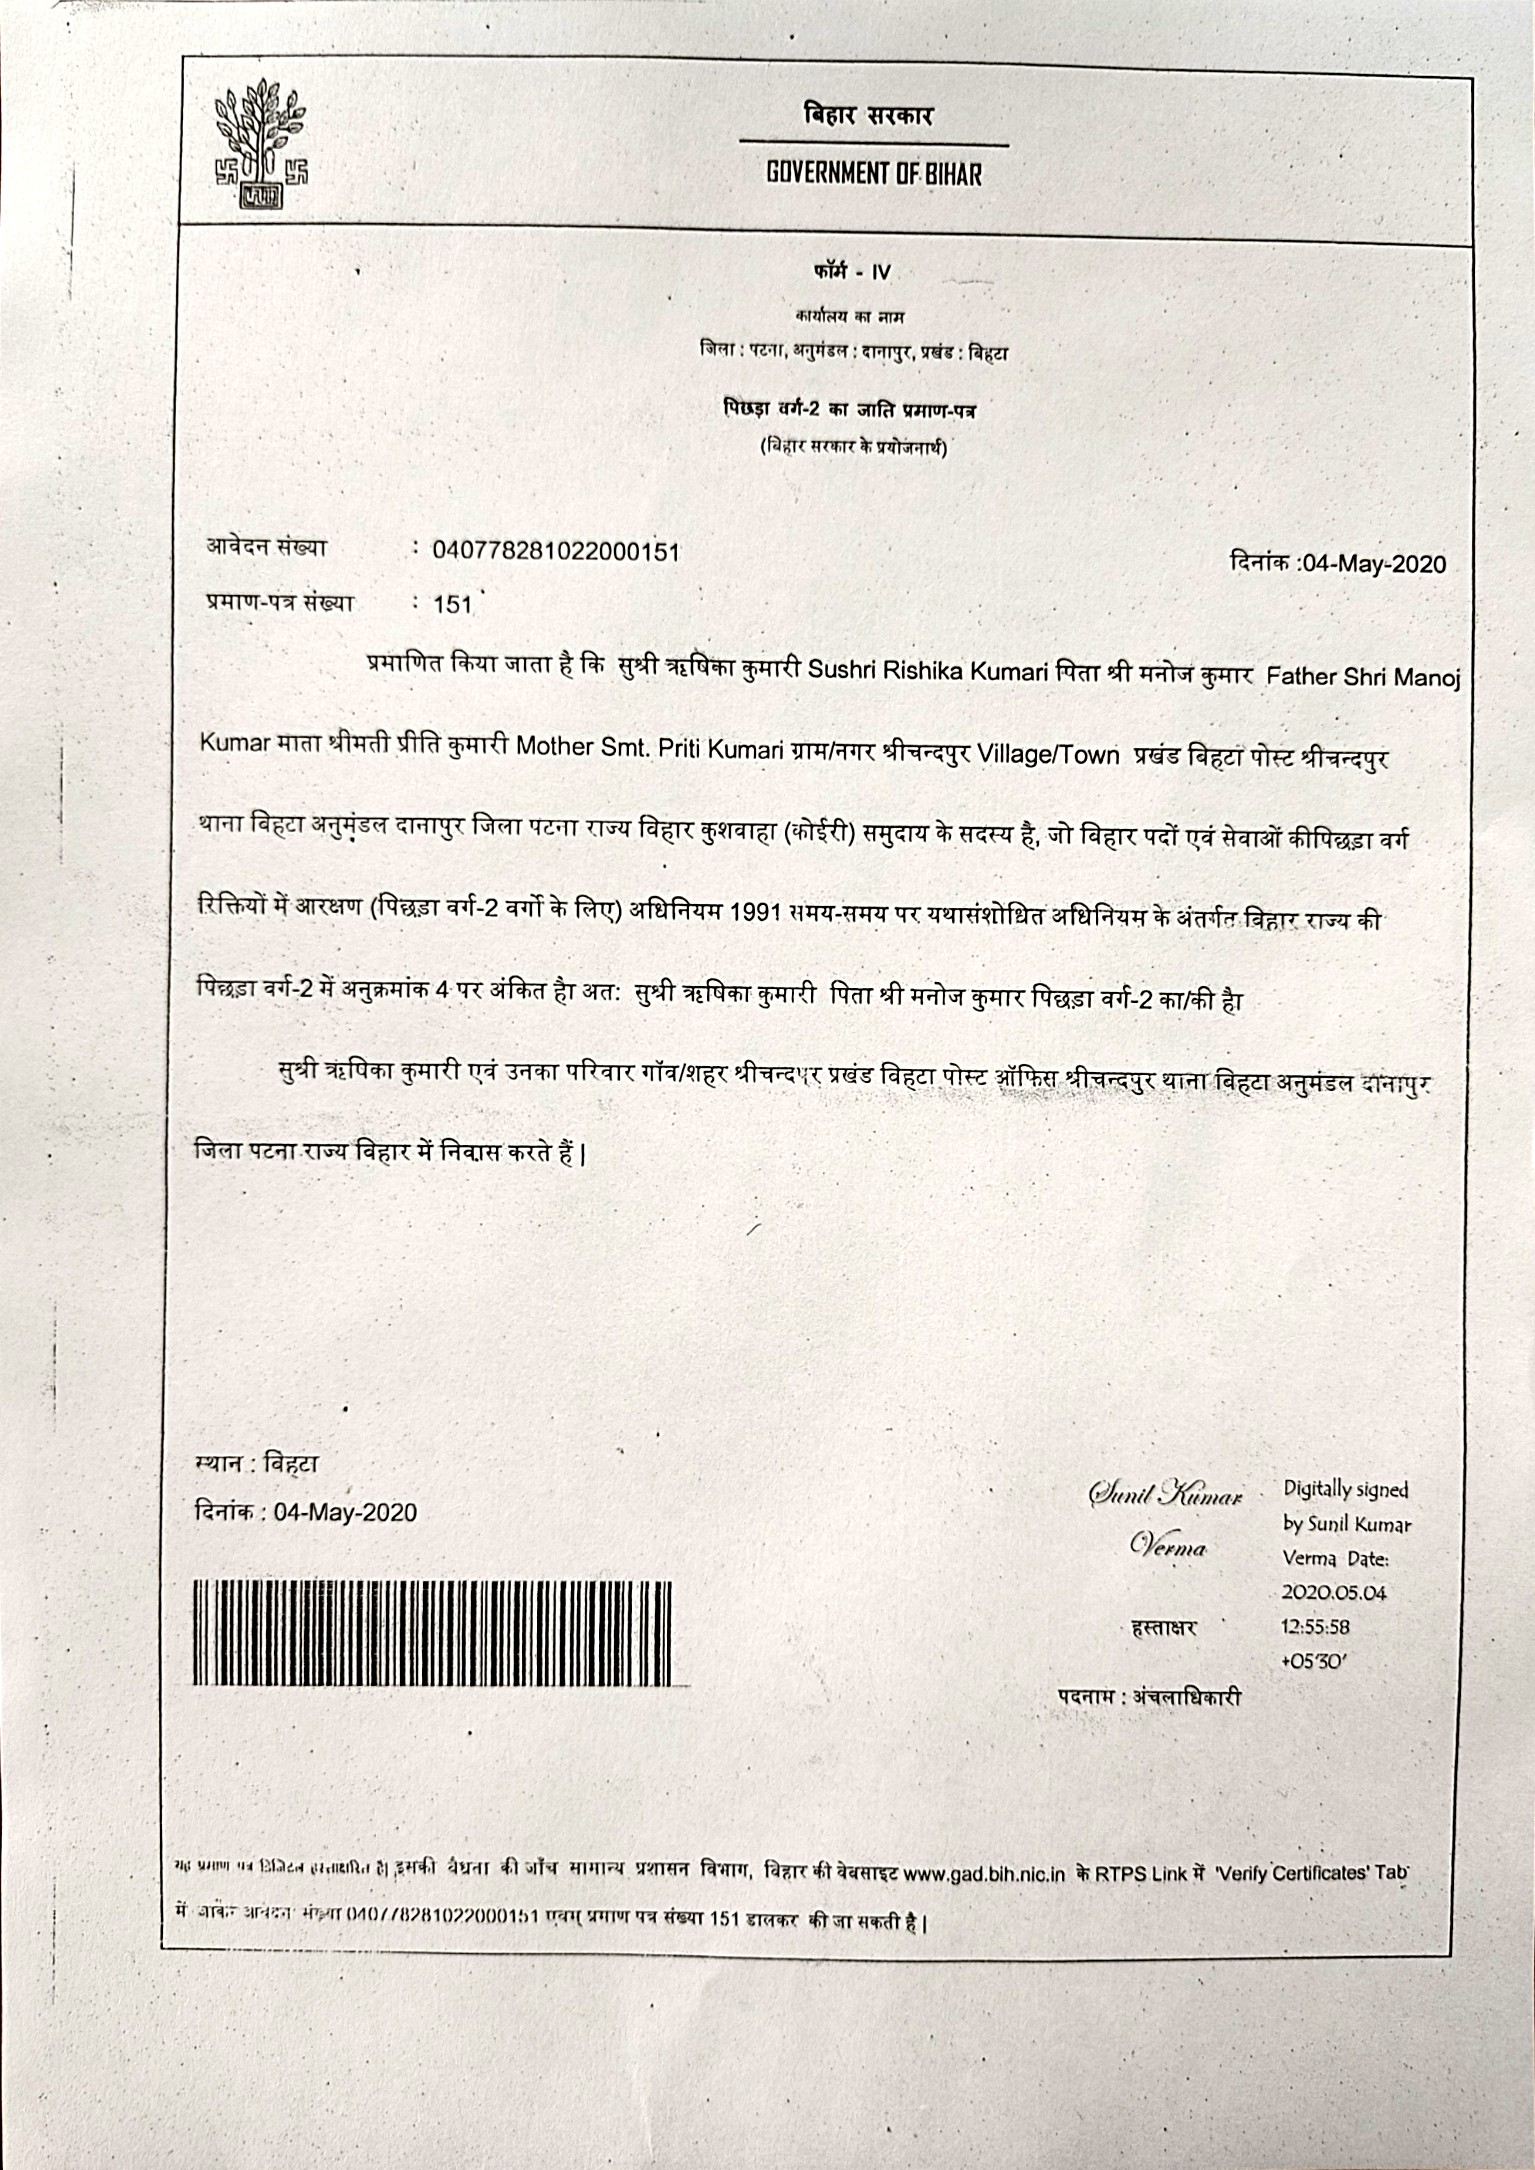 बिहार सरकार
GOVERNMENT OF BIHAR
फॉर्म - IV
कार्यालय का नाम
जिला : पटना, अनुमंडल : दानापुर, प्रखंड : बिहटा
पिछड़ा वर्ग-2 का जाति प्रमाण-पत्र
(बिहार सरकार के प्रयोजनार्थ)
आवेदन संख्या : 040778281022000151
दिनांक :04-May-2020
प्रमाण-पत्र संख्या : 151
प्रमाणित किया जाता है कि सुश्री ऋषिका कुमारी Sushri Rishika Kumari पिता श्री मनोज कुमार Father Shri Manoj
Kumar माता श्रीमती प्रीति कुमारी Mother Smt. Priti Kumari ग्राम/नगर श्रीचन्दपुर Village/Town प्रखंड बिहटा पोस्ट श्रीचन्दपुर
थाना बिहटा अनुमंडल दानापुर जिला पटना राज्य बिहार कुशवाहा (कोईरी) समुदाय के सदस्य है, जो बिहार पदों एवं सेवाओं कीपिछड़ा वर्ग
रिक्तियों में आरक्षण (पिछड़ा वर्ग-2 वर्गो के लिए) अधिनियम 1991 समय-समय पर यथासंशोधित अधिनियम के अंतर्गत बिहार राज्य की
पिछड़ा वर्ग-2 में अनुक्रमांक 4 पर अंकित है। अतः सुश्री ऋषिका कुमारी पिता श्री मनोज कुमार पिछड़ा वर्ग-2 का/की है।
सुश्री ऋषिका कुमारी एवं उनका परिवार गॉव/शहर श्रीचन्दपुर प्रखंड बिहटा पोस्ट ऑफिस श्रीचन्दपुर थाना बिहटा अनुमंडल दानापुर
जिला पटना राज्य बिहार में निवास करते हैं |
स्थान : बिहटा
दिनांक : 04-May-2020
Sunil Kumar
Verma
Digitally signed
by Sunil Kumar
Verma Date:
2020.05.04
12:55:58
+05'30'
हस्ताक्षर
पदनाम : अंचलाधिकारी
यह प्रमाण पत्र डिजिटल हस्ताक्षरित है| इसकी वैधता की जाँच सामान्य प्रशासन विभाग, बिहार की वेबसाइट www.gad.bih.nic.in के RTPS Link में 'Verify Certificates' Tab
में जाकर आवेदन संख्या 040778281022000151 एवम् प्रमाण पत्र संख्या 151 डालकर की जा सकती है |